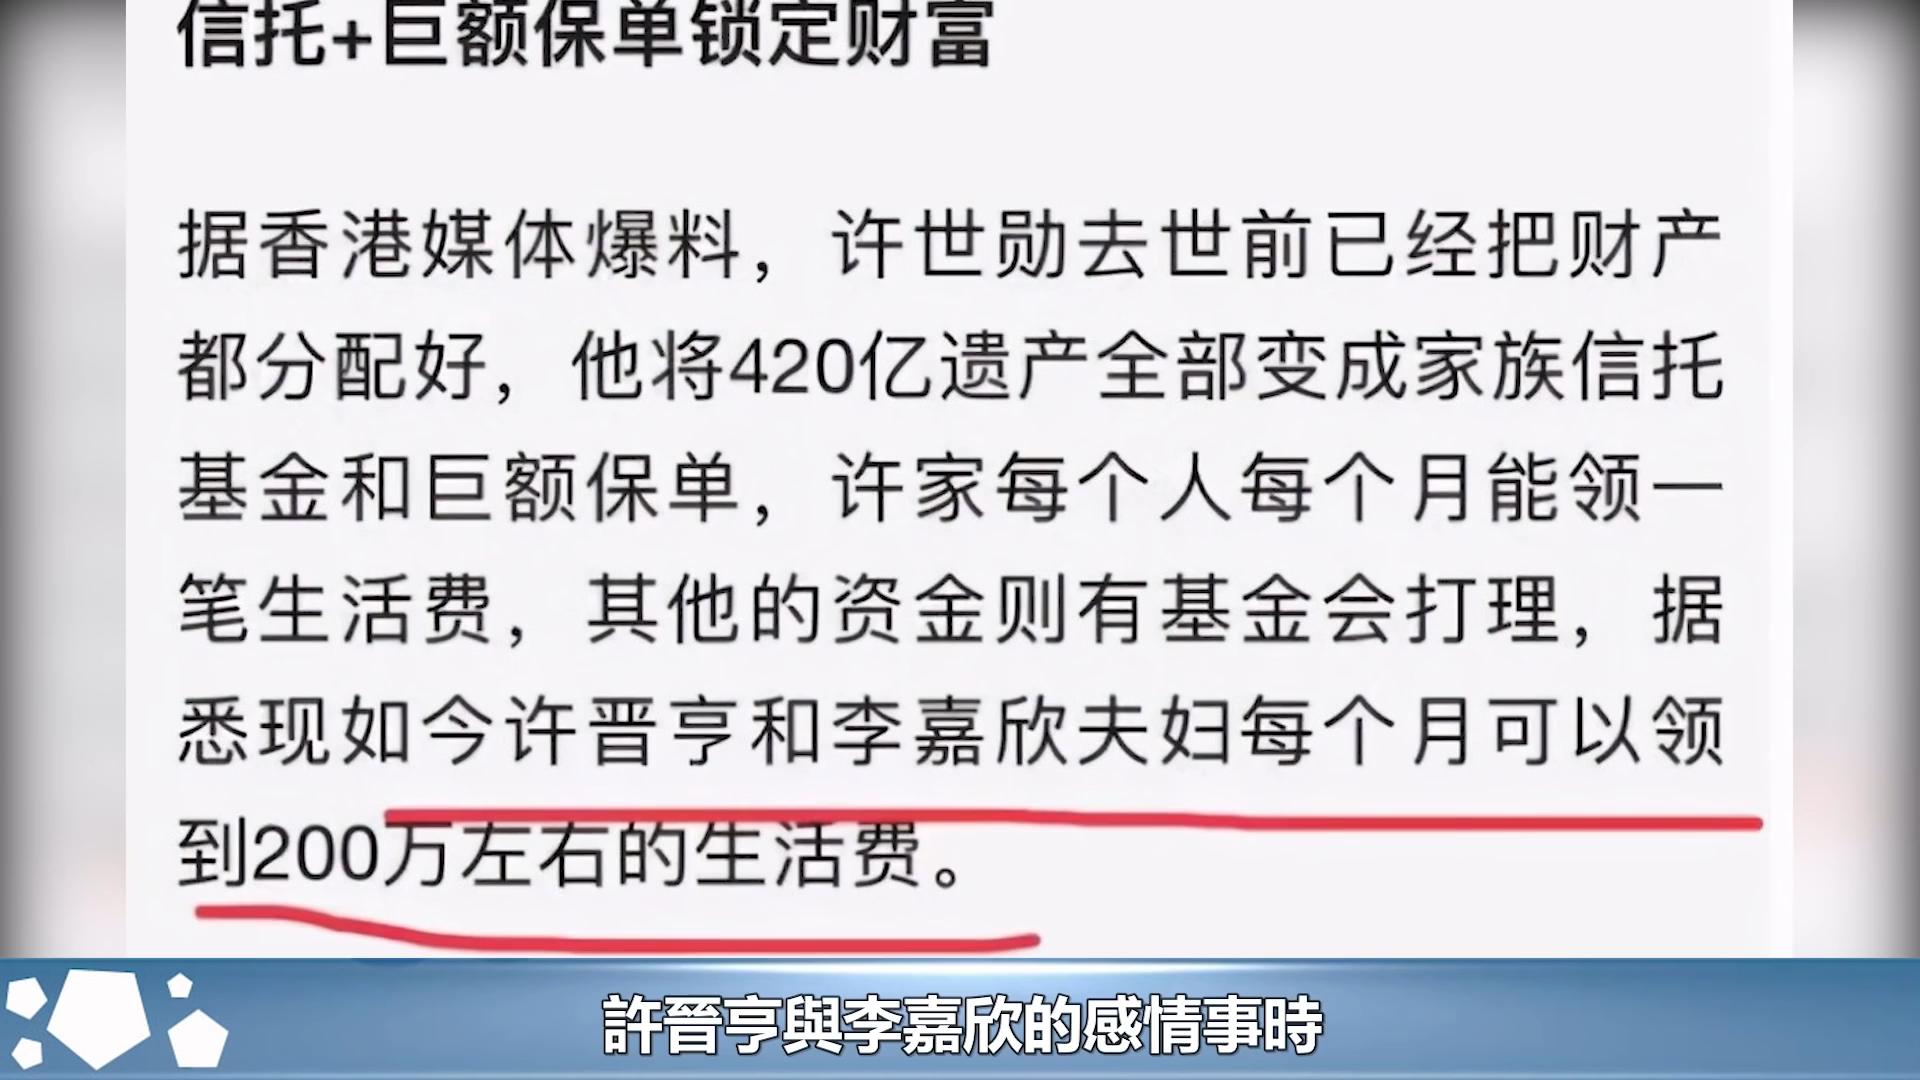 信托+巨额保单锁定财富
据香港媒体爆料，许世勋去世前已经把财产
都分配好，他将420亿遗产全部变成家族信托
基金和巨额保单，许家每个人每个月能领一
笔生活费，其他的资金则有基金会打理，据
悉现如今许晋亨和李嘉欣夫妇每个月可以领
到200万左右的生活费。
許晉亨與李嘉欣的感情事時